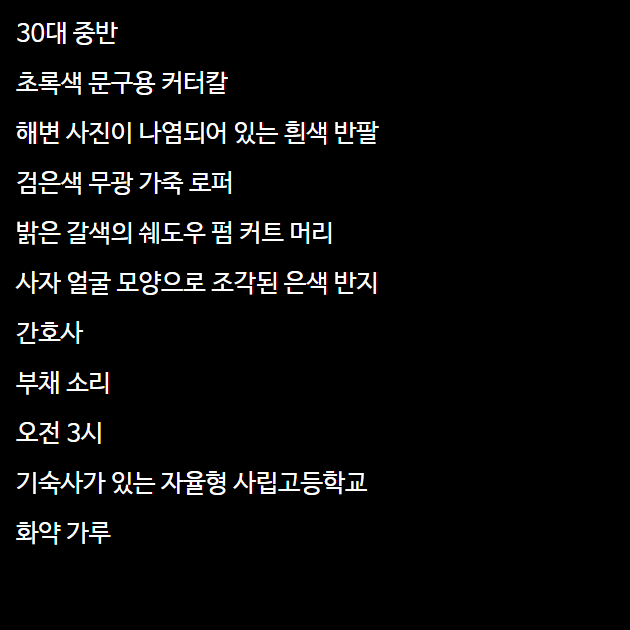 30대 중반
초록색 문구용 커터칼
해변 사진이 나염되어 있는 흰색 반팔
검은색 무광 가죽 로퍼
밝은 갈색의 쉐도우 펌 커트 머리
사자 얼굴 모양으로 조각된 은색 반지
간호사
부채 소리
오전 3시
기숙사가 있는 자율형 사립고등학교
화약 가루